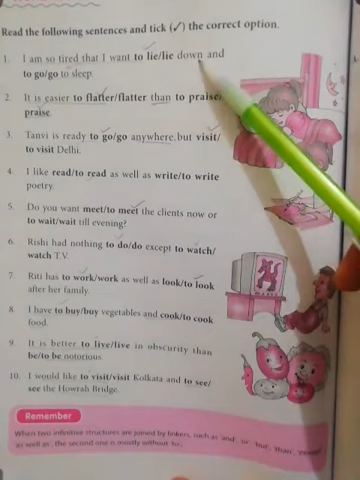 Read the following sentences and tick (✓) the correct option.
1. I am so tired that I want to lie/lie down and
to go/go to sleep.
2. It is easier to flatter/flatter than to praise/
praise.
3. Tanvi is ready to go/go anywhere but visit/
to visit Delhi.
4. I like read/to read as well as write/to write
poetry.
5. Do you want meet/to meet the clients now or
to wait/wait till evening?
6. Rishi had nothing to do/do except to watch/
watch T.V.
7. Riti has to work/work as well as look/to look
after her family.
8. I have to buy/buy vegetables and cook/to cook
food.
9. It is better to live/live in obscurity than
be/to be notorious.
10. I would like to visit/visit Kolkata and to see/
see the Howrah Bridge.
Remember
When two infinitive structures are joined by linkers, such as 'and', 'or', 'but', 'than',
'as well as', the second one is mostly without 'to'.